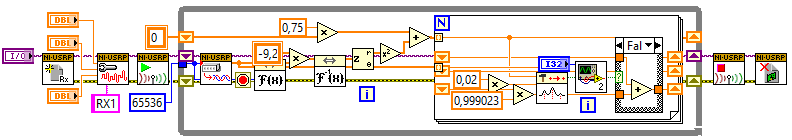 DBL
DBL
DBL
I/O
NI-USRP
Rx
NI-USRP
RX1
NI-USRP
65536
0
NI-USRP
0,75
-9,2
F(x)
F(x)
z
r
θ
x²
i
N
I32
0,02
0,999023
2
i
Fal
NI-USRP
NI-USRP